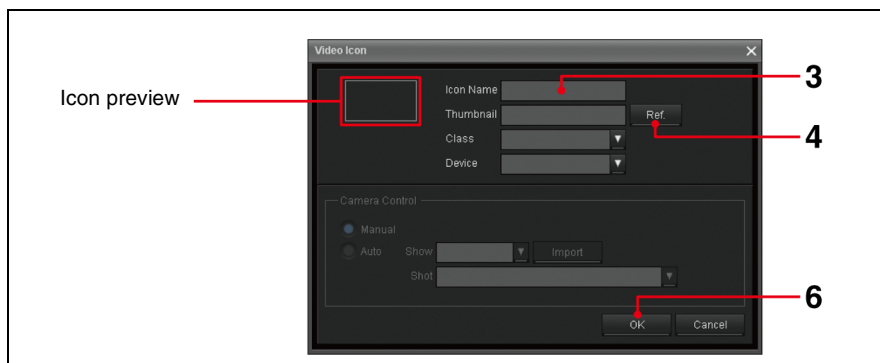 Video Icon
Icon preview
Icon Name
3
Thumbnail
Ref.
4
Class
Device
Camera Control
Manual
Auto
Show
Import
Shot
6
OK
Cancel